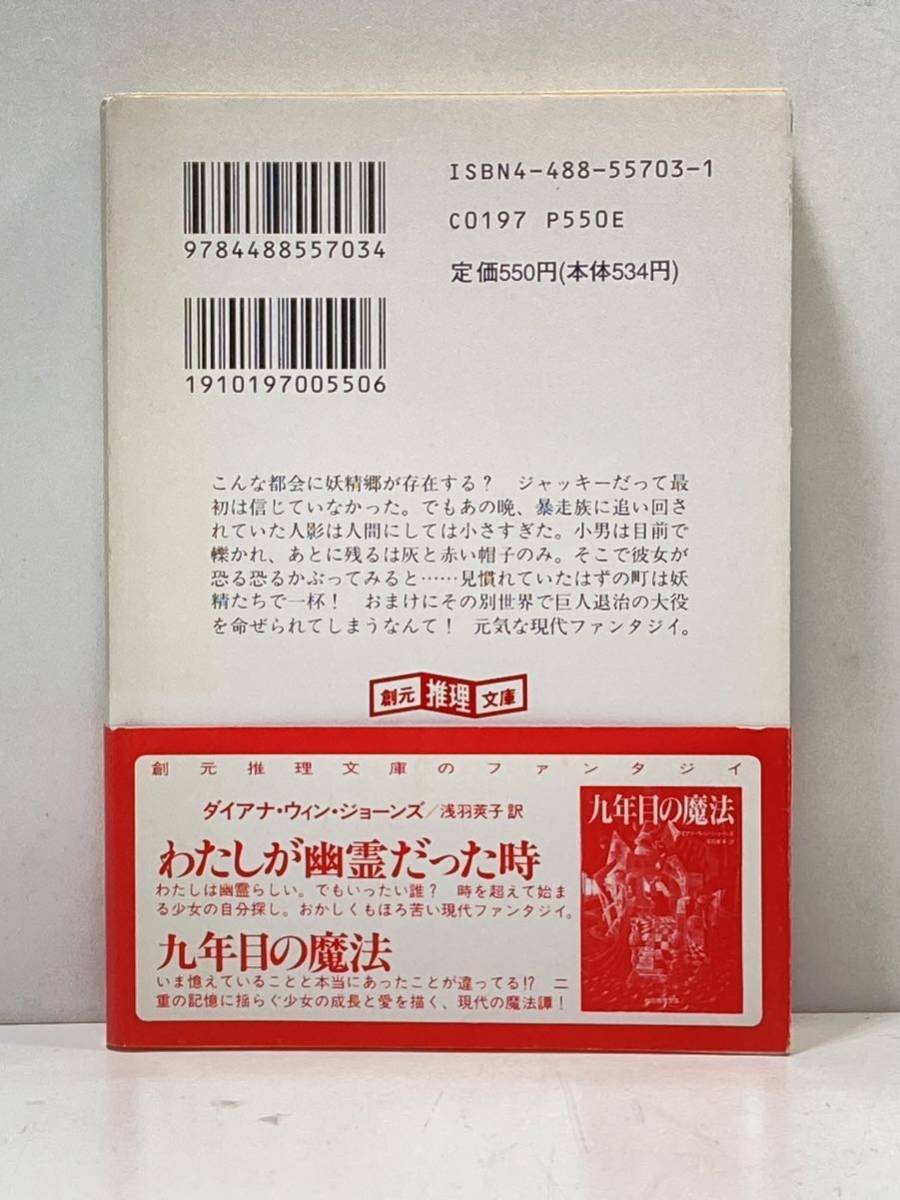 ISBN4-488-55703-1
9784488557034
C0197 P550E
定価550円(本体534円)
1910197005506
こんな都会に妖精郷が存在する? ジャッキーだって最
初は信じていなかった。でもあの晩、暴走族に追い回さ
れていた人影は人間にしては小さすぎた。小男は目前で
轢かれ、あとに残るは灰と赤い帽子のみ。そこで彼女が
恐る恐るかぶってみると……見慣れていたはずの町は妖
精たちで一杯! おまけにその別世界で巨人退治の大役
を命ぜられてしまうなんて! 元気な現代ファンタジイ。
創元推理文庫
創元推理文庫のファンタジイ
ダイアナ・ウィン・ジョーンズ/浅羽莢子訳
わたしが幽霊だった時
わたしは幽霊らしい。でもいったい誰? 時を超えて始ま
る少女の自分探し。おかしくもほろ苦い現代ファンタジイ。
九年目の魔法
いま憶えていることと本当にあったことが違ってる!? 二
重の記憶に揺らぐ少女の成長と愛を描く、現代の魔法譚!
九年目の魔法